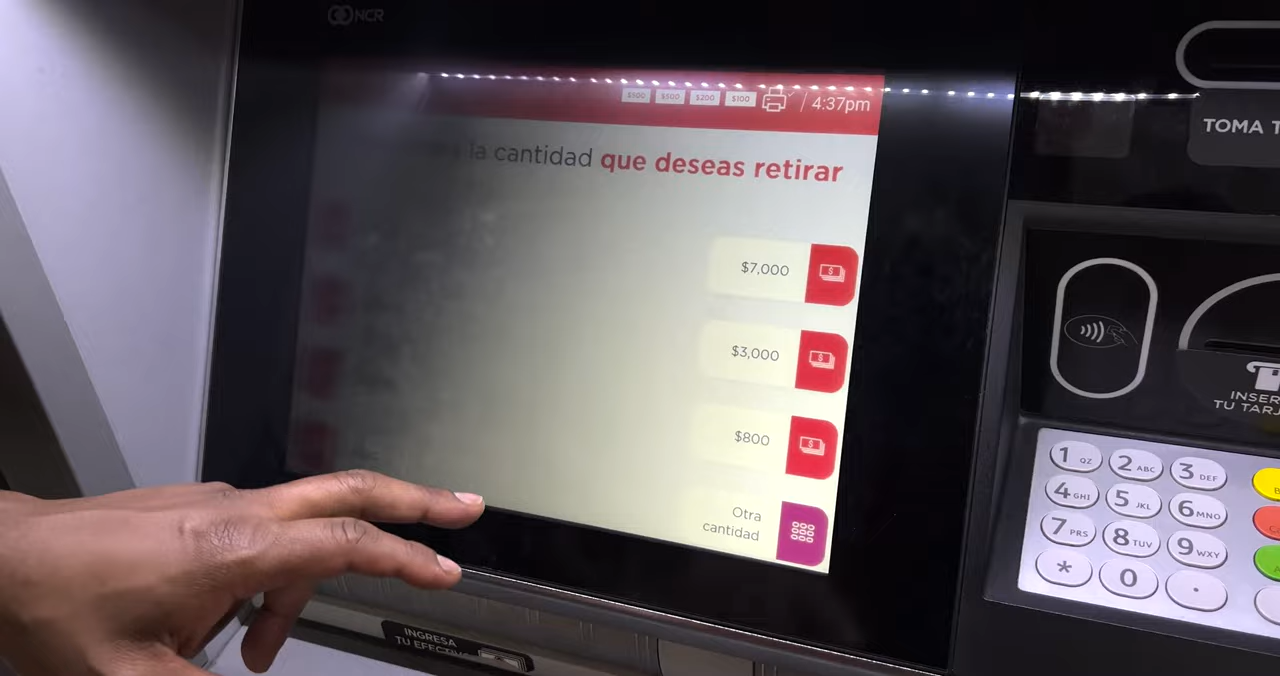 NCR
$500 $500 $200 $100 / 4:37pm
la cantidad que deseas retirar
$7,000
$3,000
$800
Otra
cantidad
TOMA T
INSER
TU TARJ
1 QZ 2 ABC 3 DEF
4 GHI 5 JKL 6 MNO
7 PRS 8 TUV 9 WXY
* 0 .
INGRESA
TU EFECTIVO